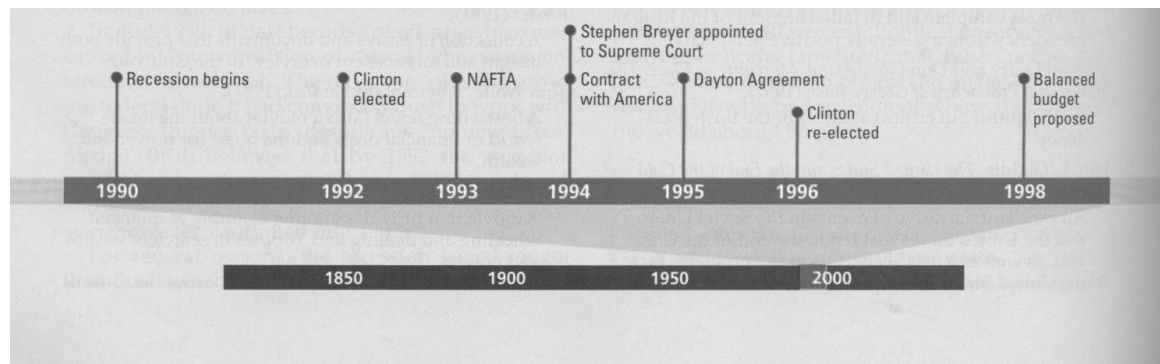 Stephen Breyer appointed
to Supreme Court
Recession begins
Clinton
elected
NAFTA
Contract
with America
Dayton Agreement
Clinton
re-elected
Balanced
budget
proposed
1990 1992 1993 1994 1995 1996 1998
1850 1900 1950 2000